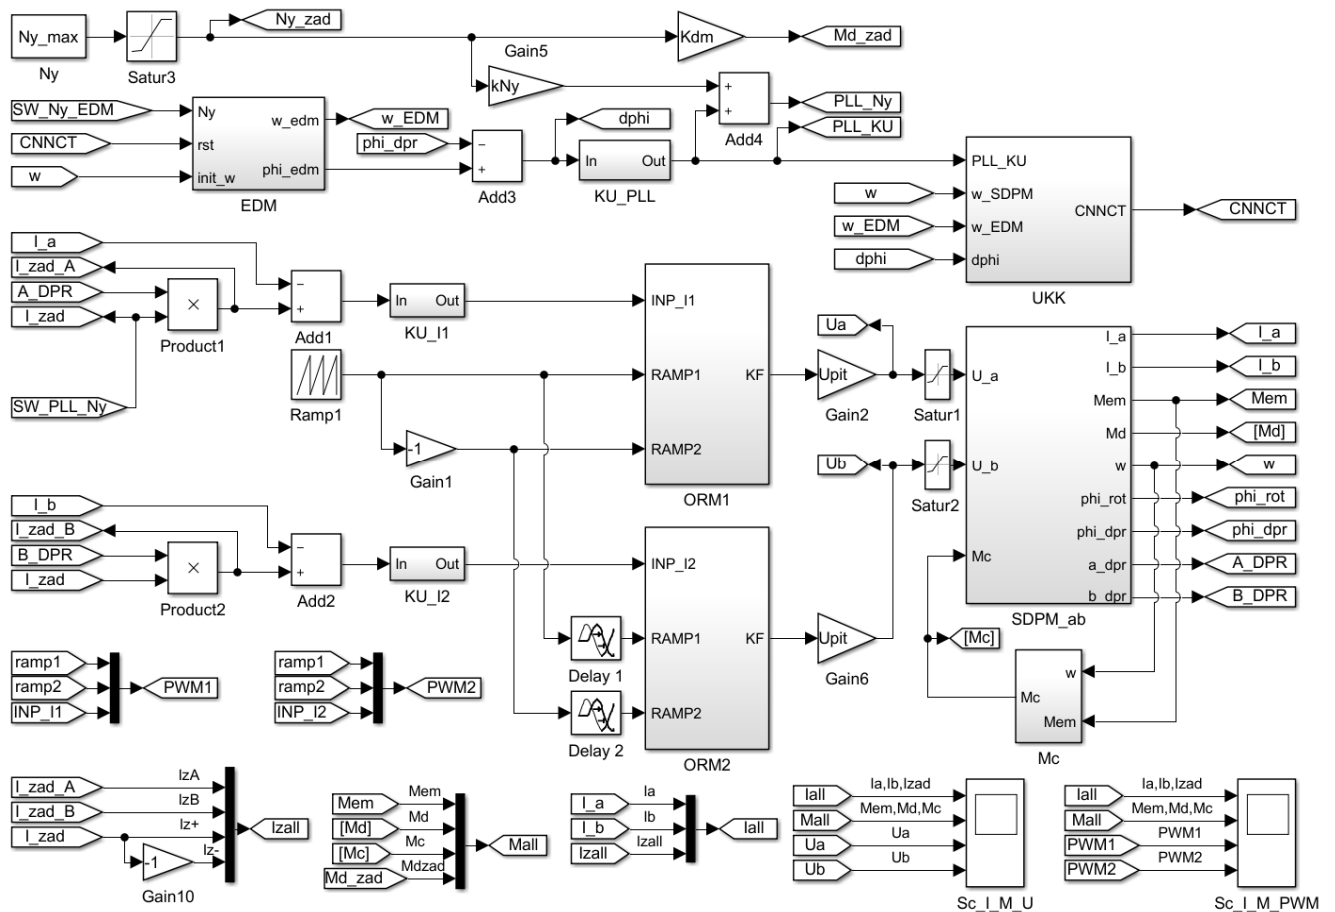 Ny_max
Ny
Satur3
Ny_zad
Gain5
Kdm
Md_zad
kNy
+
+
Add4
PLL_Ny
PLL_KU
SW_Ny_EDM
CNNCT
w
Ny
rst
init_w
w_edm
phi_edm
EDM
w_EDM
phi_dpr
−
+
Add3
dphi
In
Out
KU_PLL
w
w_EDM
dphi
PLL_KU
w_SDPM
w_EDM
dphi
CNNCT
UKK
CNNCT
I_a
I_zad_A
A_DPR
I_zad
SW_PLL_Ny
×
Product1
−
+
Add1
In
Out
KU_I1
Ramp1
-1
Gain1
INP_I1
RAMP1
RAMP2
KF
ORM1
Ua
Upit
Gain2
Satur1
Ub
Satur2
U_a
U_b
Mc
I_a
I_b
Mem
Md
w
phi_rot
phi_dpr
a_dpr
b_dpr
SDPM_ab
I_a
I_b
Mem
[Md]
w
phi_rot
phi_dpr
A_DPR
B_DPR
I_b
I_zad_B
B_DPR
I_zad
×
Product2
−
+
Add2
In
Out
KU_I2
Delay 1
Delay 2
INP_I2
RAMP1
RAMP2
KF
ORM2
Upit
Gain6
[Mc]
w
Mc
Mem
Mc
ramp1
ramp2
INP_I1
PWM1
ramp1
ramp2
INP_I2
PWM2
I_zad_A
I_zad_B
I_zad
IzA
IzB
Iz+
Iz-
-1
Gain10
Izall
Mem
[Md]
[Mc]
Md_zad
Mem
Md
Mc
Mdzad
Mall
I_a
I_b
Izall
Ia
Ib
Izall
Iall
Iall
Mall
Ua
Ub
Ia,Ib,Izad
Mem,Md,Mc
Ua
Ub
Sc_I_M_U
Iall
Mall
PWM1
PWM2
Ia,Ib,Izad
Mem,Md,Mc
PWM1
PWM2
Sc_I_M_PWM